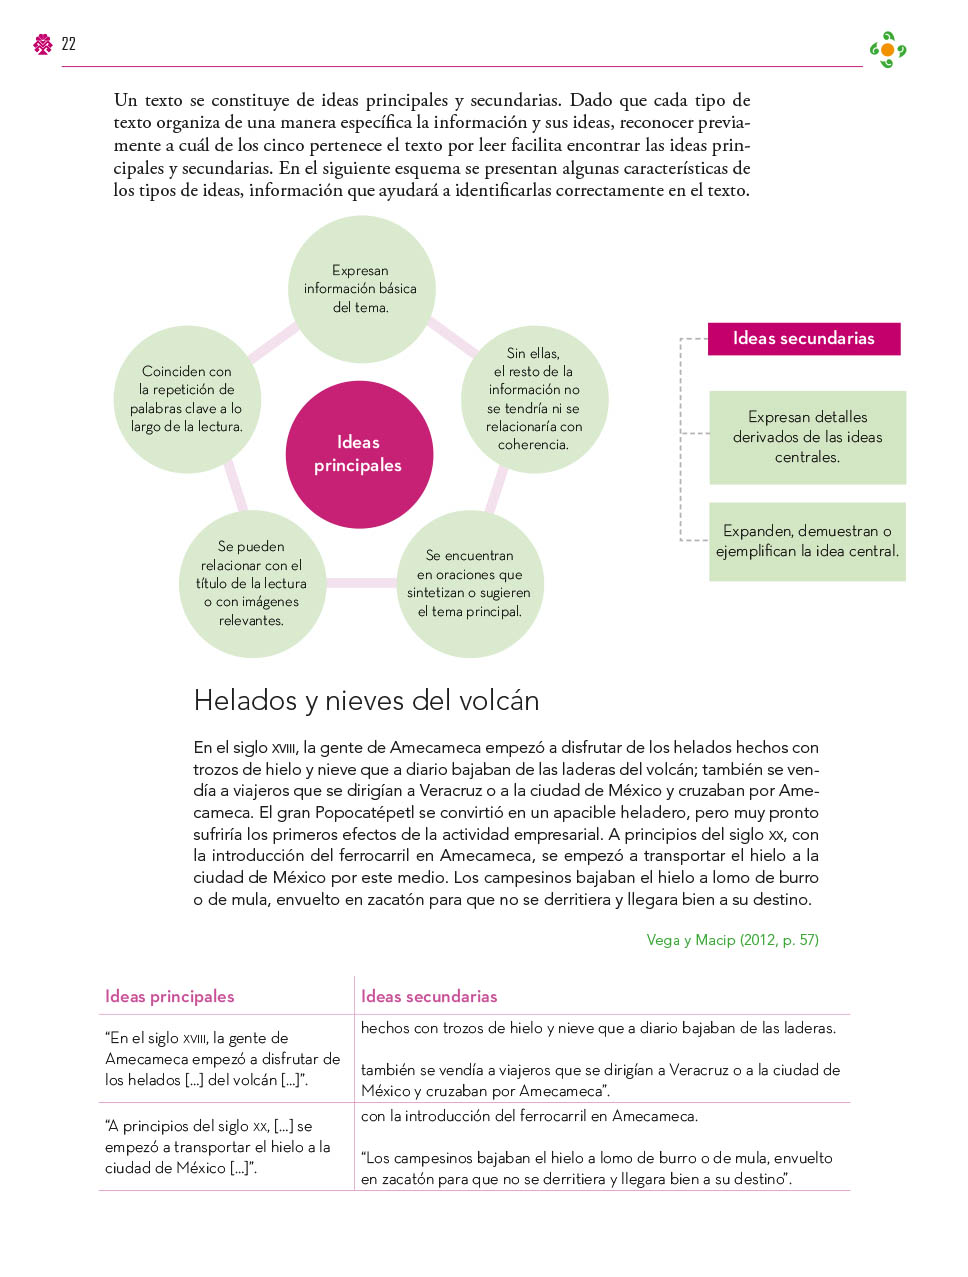 22
Un texto se constituye de ideas principales y secundarias. Dado que cada tipo de
texto organiza de una manera específica la información y sus ideas, reconocer previa-
mente a cuál de los cinco pertenece el texto por leer facilita encontrar las ideas prin-
cipales y secundarias. En el siguiente esquema se presentan algunas características de
los tipos de ideas, información que ayudará a identificarlas correctamente en el texto.
Expresan
información básica
del tema.
Coinciden con
la repetición de
palabras clave a lo
largo de la lectura.
Sin ellas,
el resto de la
información no
se tendría ni se
relacionaría con
coherencia.
Ideas
principales
Se pueden
relacionar con el
título de la lectura
o con imágenes
relevantes.
Se encuentran
en oraciones que
sintetizan o sugieren
el tema principal.
Ideas secundarias
Expresan detalles
derivados de las ideas
centrales.
Expanden, demuestran o
ejemplifican la idea central.
Helados y nieves del volcán
En el siglo XVIII, la gente de Amecameca empezó a disfrutar de los helados hechos con
trozos de hielo y nieve que a diario bajaban de las laderas del volcán; también se ven-
día a viajeros que se dirigían a Veracruz o a la ciudad de México y cruzaban por Ame-
cameca. El gran Popocatépetl se convirtió en un apacible heladero, pero muy pronto
sufriría los primeros efectos de la actividad empresarial. A principios del siglo XX, con
la introducción del ferrocarril en Amecameca, se empezó a transportar el hielo a la
ciudad de México por este medio. Los campesinos bajaban el hielo a lomo de burro
o de mula, envuelto en zacatón para que no se derritiera y llegara bien a su destino.
Vega y Macip (2012, p. 57)
Ideas principales
Ideas secundarias
“En el siglo XVIII, la gente de
Amecameca empezó a disfrutar de
los helados [...] del volcán [...]”.
hechos con trozos de hielo y nieve que a diario bajaban de las laderas.
también se vendía a viajeros que se dirigían a Veracruz o a la ciudad de
México y cruzaban por Amecameca”.
“A principios del siglo XX, [...] se
empezó a transportar el hielo a la
ciudad de México [...]”.
con la introducción del ferrocarril en Amecameca.
“Los campesinos bajaban el hielo a lomo de burro o de mula, envuelto
en zacatón para que no se derritiera y llegara bien a su destino”.